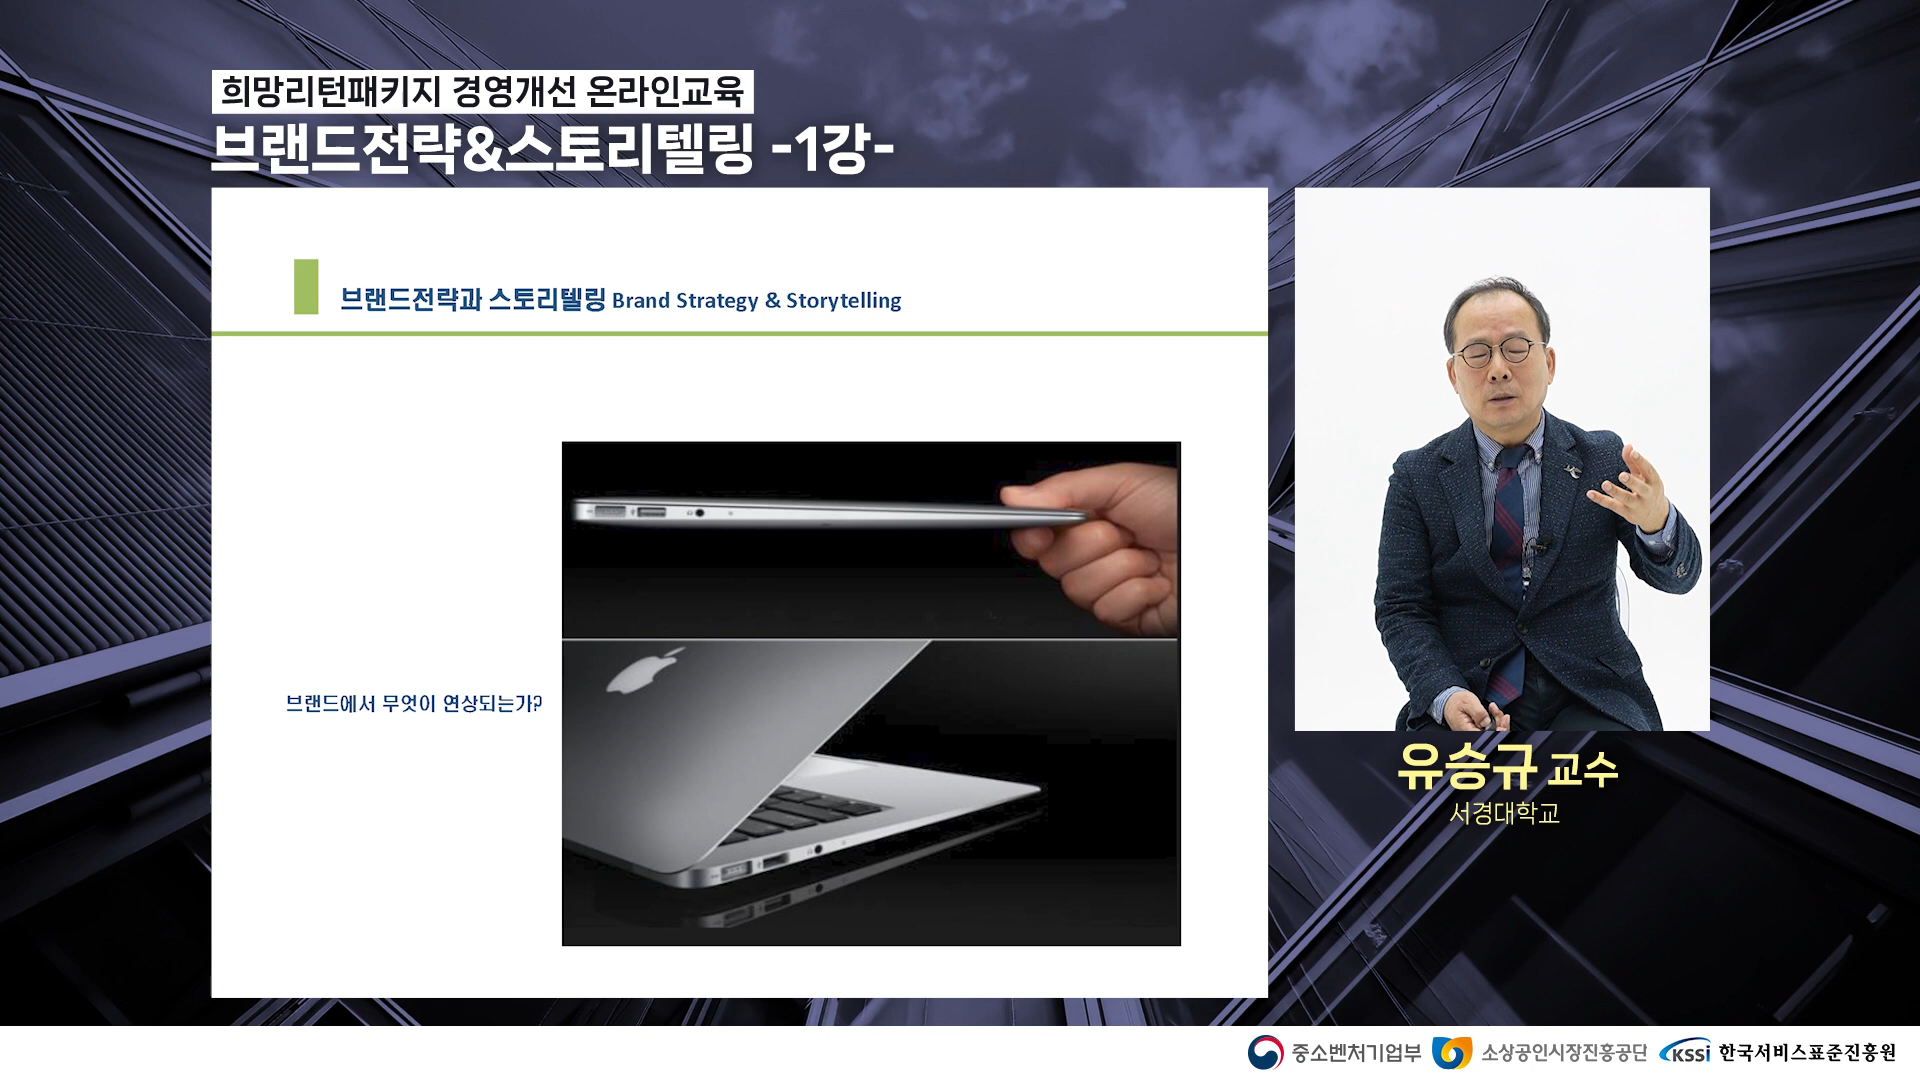 희망리턴패키지 경영개선 온라인교육
브랜드전략&스토리텔링 -1강-
브랜드전략과 스토리텔링 Brand Strategy & Storytelling
브랜드에서 무엇이 연상되는가?
유승규 교수
서경대학교
중소벤처기업부 소상공인시장진흥공단 KSSi 한국서비스표준진흥원